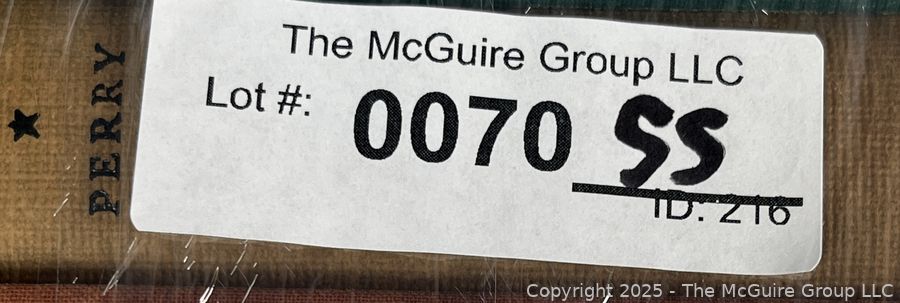 The McGuire Group LLC
Lot #: 0070 SS
ID: 216
PERRY
Copyright 2025 - The McGuire Group LLC